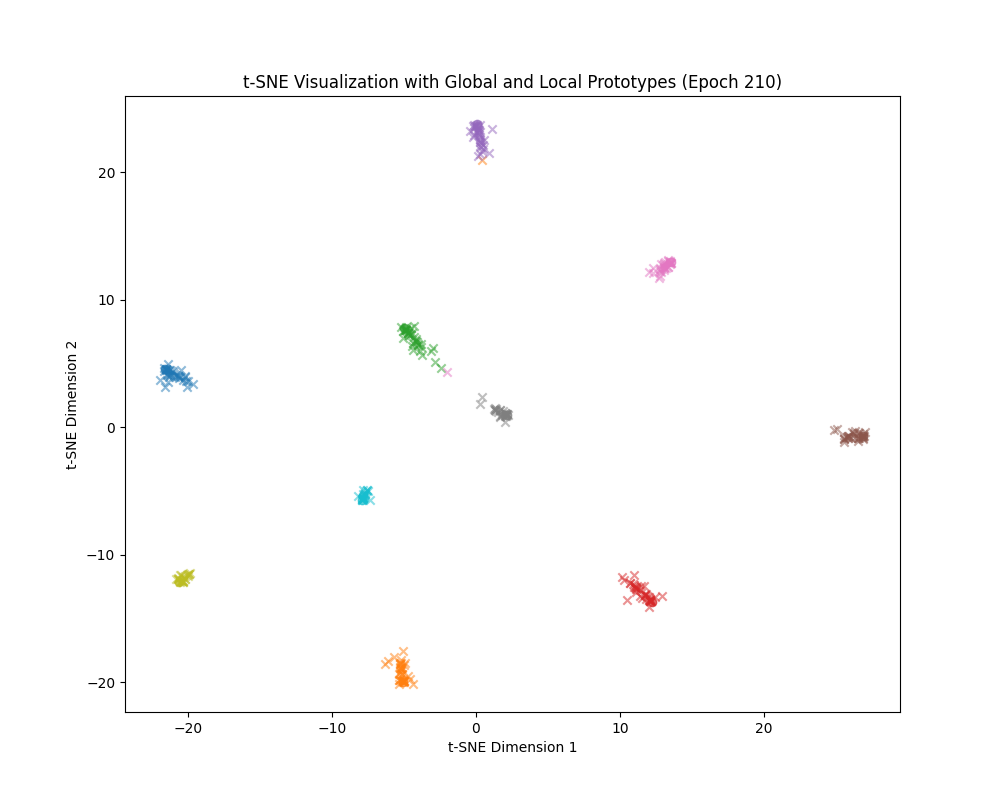 t-SNE Visualization with Global and Local Prototypes (Epoch 210)
20
10
0
−10
−20
t-SNE Dimension 2
−20 −10 0 10 20
t-SNE Dimension 1